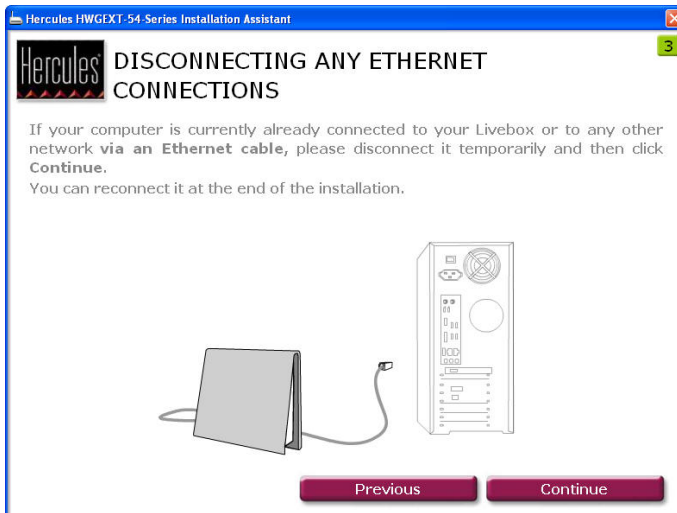 Hercules HWGEXT-54-Series Installation Assistant
3
Hercules
DISCONNECTING ANY ETHERNET
CONNECTIONS
If your computer is currently already connected to your Livebox or to any other
network via an Ethernet cable, please disconnect it temporarily and then click
Continue.
You can reconnect it at the end of the installation.
Previous
Continue